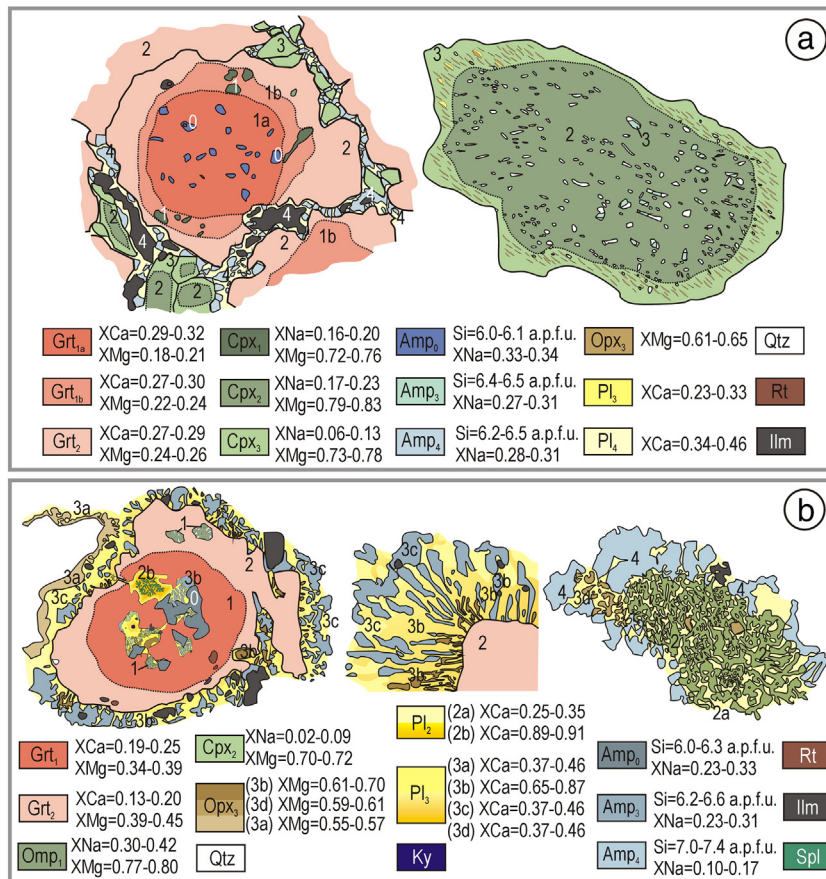 a
2
3
1
1b
1a
0
2
0
4
4
2
1
1
4
4
2
4
3
2
2
2
1b
3
2
3
Grt1a XCa=0.29-0.32 XMg=0.18-0.21
Cpx1 XNa=0.16-0.20 XMg=0.72-0.76
Amp0 Si=6.0-6.1 a.p.f.u. XNa=0.33-0.34
Opx3 XMg=0.61-0.65
Qtz
Grt1b XCa=0.27-0.30 XMg=0.22-0.24
Cpx2 XNa=0.17-0.23 XMg=0.79-0.83
Amp3 Si=6.4-6.5 a.p.f.u. XNa=0.27-0.31
Pl3 XCa=0.23-0.33
Rt
Grt2 XCa=0.27-0.29 XMg=0.24-0.26
Cpx3 XNa=0.06-0.13 XMg=0.73-0.78
Amp4 Si=6.2-6.5 a.p.f.u. XNa=0.28-0.31
Pl4 XCa=0.34-0.46
Ilm
b
3a
1
2
3a
2b
3b
0
3c
3c
1
3c
1
3b
3b
3c
3b
3b
3c
3b
3c
2
4
4
4
3a
4
2a
Grt1 XCa=0.19-0.25 XMg=0.34-0.39
Cpx2 XNa=0.02-0.09 XMg=0.70-0.72
Pl2 (2a) XCa=0.25-0.35
(2b) XCa=0.89-0.91
Amp0 Si=6.0-6.3 a.p.f.u. XNa=0.23-0.33
Rt
Grt2 XCa=0.13-0.20 XMg=0.39-0.45
Opx3 (3b) XMg=0.61-0.70
(3d) XMg=0.59-0.61
(3a) XMg=0.55-0.57
Pl3 (3a) XCa=0.37-0.46
(3b) XCa=0.65-0.87
(3c) XCa=0.37-0.46
(3d) XCa=0.37-0.46
Amp3 Si=6.2-6.6 a.p.f.u. XNa=0.23-0.31
Ilm
Omp1 XNa=0.30-0.42 XMg=0.77-0.80
Qtz
Ky
Amp4 Si=7.0-7.4 a.p.f.u. XNa=0.10-0.17
Spl